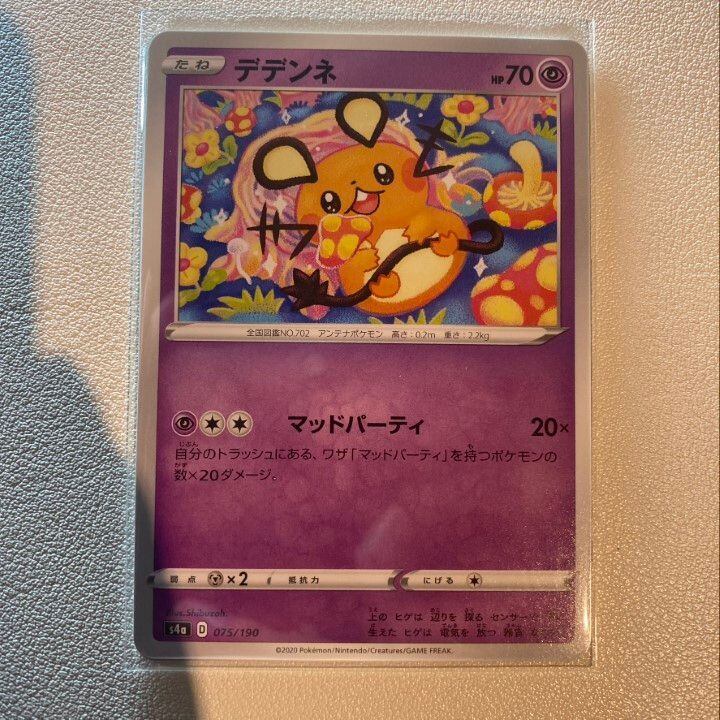 たね デデンネ HP70
全国図鑑NO.702 アンテナポケモン 高さ:0.2m 重さ:2.2kg
マッドパーティ 20×
自分のトラッシュにある、ワザ「マッドパーティ」を持つポケモンの
数×20ダメージ。
弱点 ×2 抵抗力 にげる
illus.Shibuzoh.
上の ヒゲは 辺りを 探る センサー
s4a D 075/190
生えた ヒゲは 電気を 放つ 器官
©2020 Pokémon/Nintendo/Creatures/GAME FREAK.